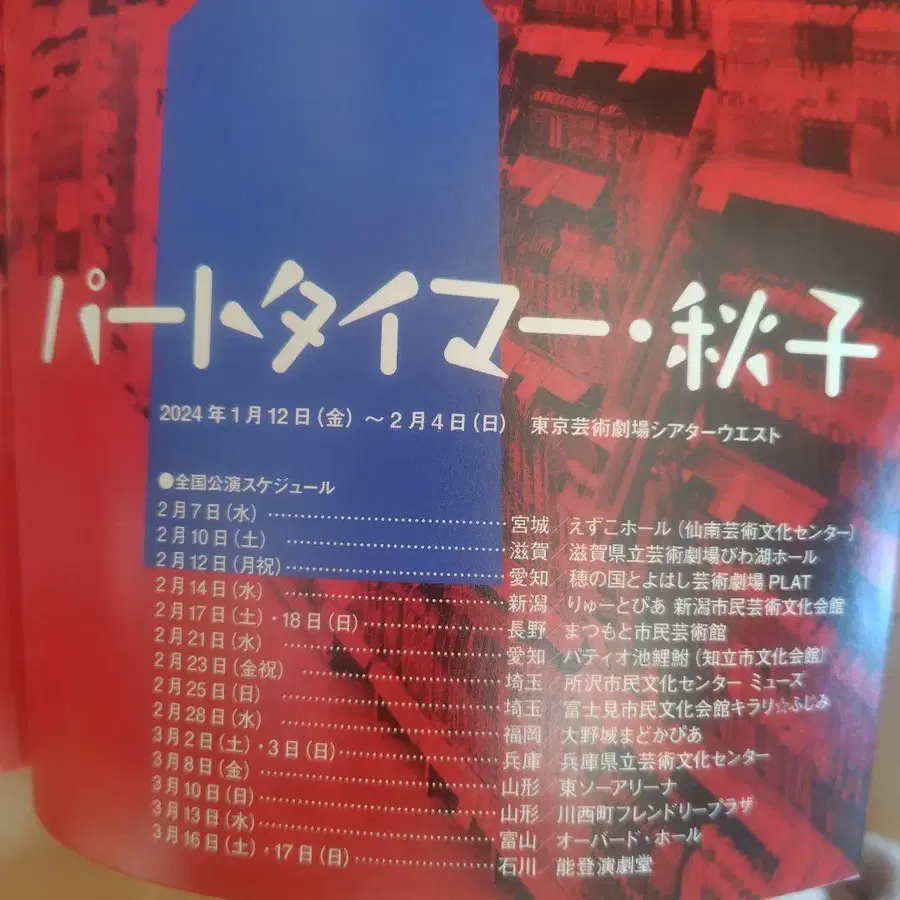 パートタイマー・秋子
2024年1月12日(金)～2月4日(日) 東京芸術劇場シアターウエスト
●全国公演スケジュール
2月7日(水)……………………宮城／えずこホール(仙南芸術文化センター)
2月10日(土)……………………滋賀／滋賀県立芸術劇場びわ湖ホール
2月12日(月祝)……………………愛知／穂の国とよはし芸術劇場 PLAT
2月14日(水)……………………新潟／りゅーとぴあ 新潟市民芸術文化会館
2月17日(土)・18日(日)……………長野／まつもと市民芸術館
2月21日(水)……………………愛知／パティオ池鯉鮒(知立市文化会館)
2月23日(金祝)……………………埼玉／所沢市民文化センター ミューズ
2月25日(日)……………………埼玉／富士見市民文化会館キラリ☆ふじみ
2月28日(水)……………………福岡／大野城まどかぴあ
3月2日(土)・3日(日)……………兵庫／兵庫県立芸術文化センター
3月8日(金)……………………山形／東ソーアリーナ
3月10日(日)……………………山形／川西町フレンドリープラザ
3月13日(水)……………………富山／オーバード・ホール
3月16日(土)・17日(日)……………石川／能登演劇堂